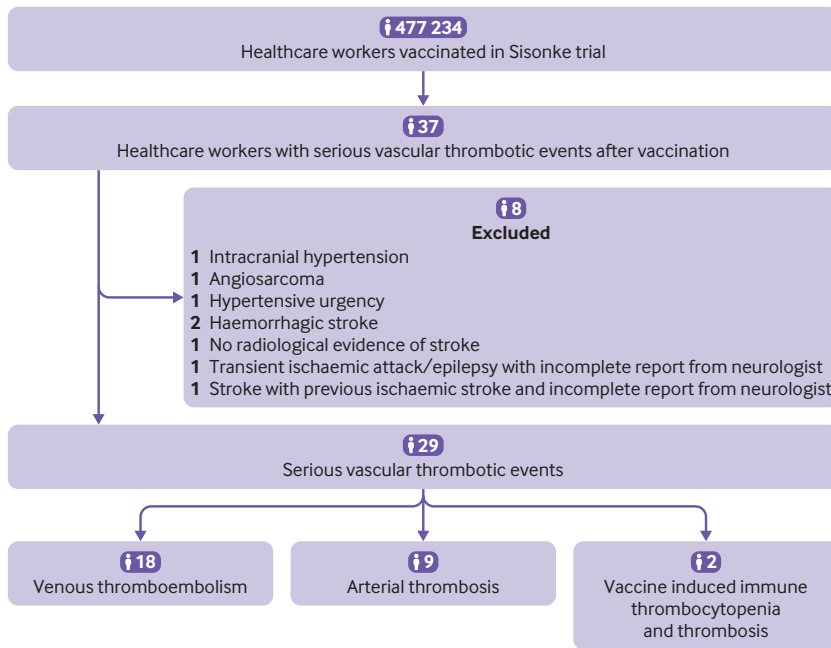 477 234
Healthcare workers vaccinated in Sisonke trial
37
Healthcare workers with serious vascular thrombotic events after vaccination
8
Excluded
1 Intracranial hypertension
1 Angiosarcoma
1 Hypertensive urgency
2 Haemorrhagic stroke
1 No radiological evidence of stroke
1 Transient ischaemic attack/epilepsy with incomplete report from neurologist
1 Stroke with previous ischaemic stroke and incomplete report from neurologist
29
Serious vascular thrombotic events
18
Venous thromboembolism
9
Arterial thrombosis
2
Vaccine induced immune
thrombocytopenia
and thrombosis